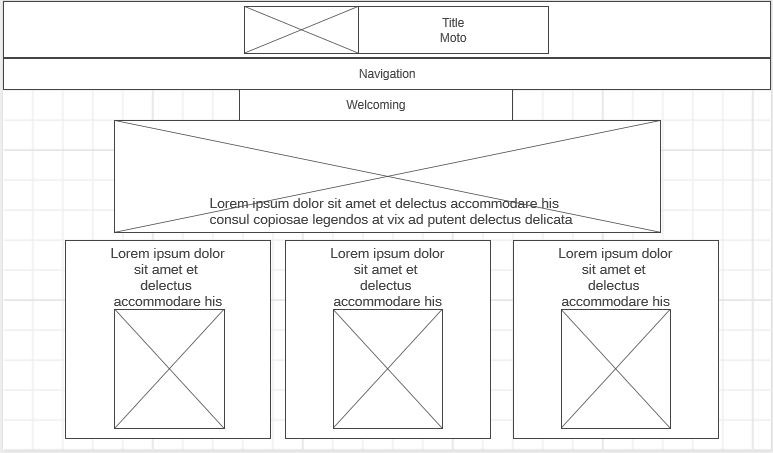 Title
Moto
Navigation
Welcoming
Lorem ipsum dolor sit amet et delectus accommodare his
consul copiosae legendos at vix ad putent delectus delicata
Lorem ipsum dolor
sit amet et
delectus
accommodare his
Lorem ipsum dolor
sit amet et
delectus
accommodare his
Lorem ipsum dolor
sit amet et
delectus
accommodare his